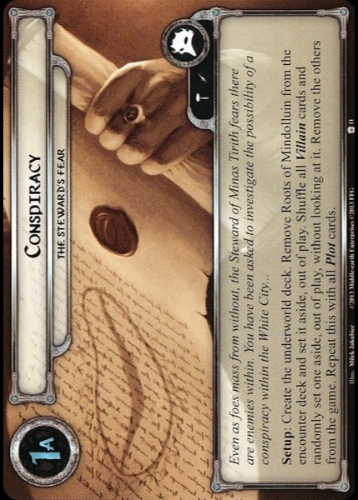 1A
CONSPIRACY
THE STEWARD'S FEAR
Even as foes mass from without, the Steward of Minas Tirith fears there
are enemies within. You have been asked to investigate the possibility of a
conspiracy within the White City...
Setup: Create the underworld deck. Remove Roots of Mindolluin from the
encounter deck and set it aside, out of play. Shuffle all Villain cards and
randomly set one aside, out of play, without looking at it. Remove the others
from the game. Repeat this with all Plot cards.
Illus. Milek Jakubiec ©2013 Middle-earth Enterprises ©2013 FFG 11